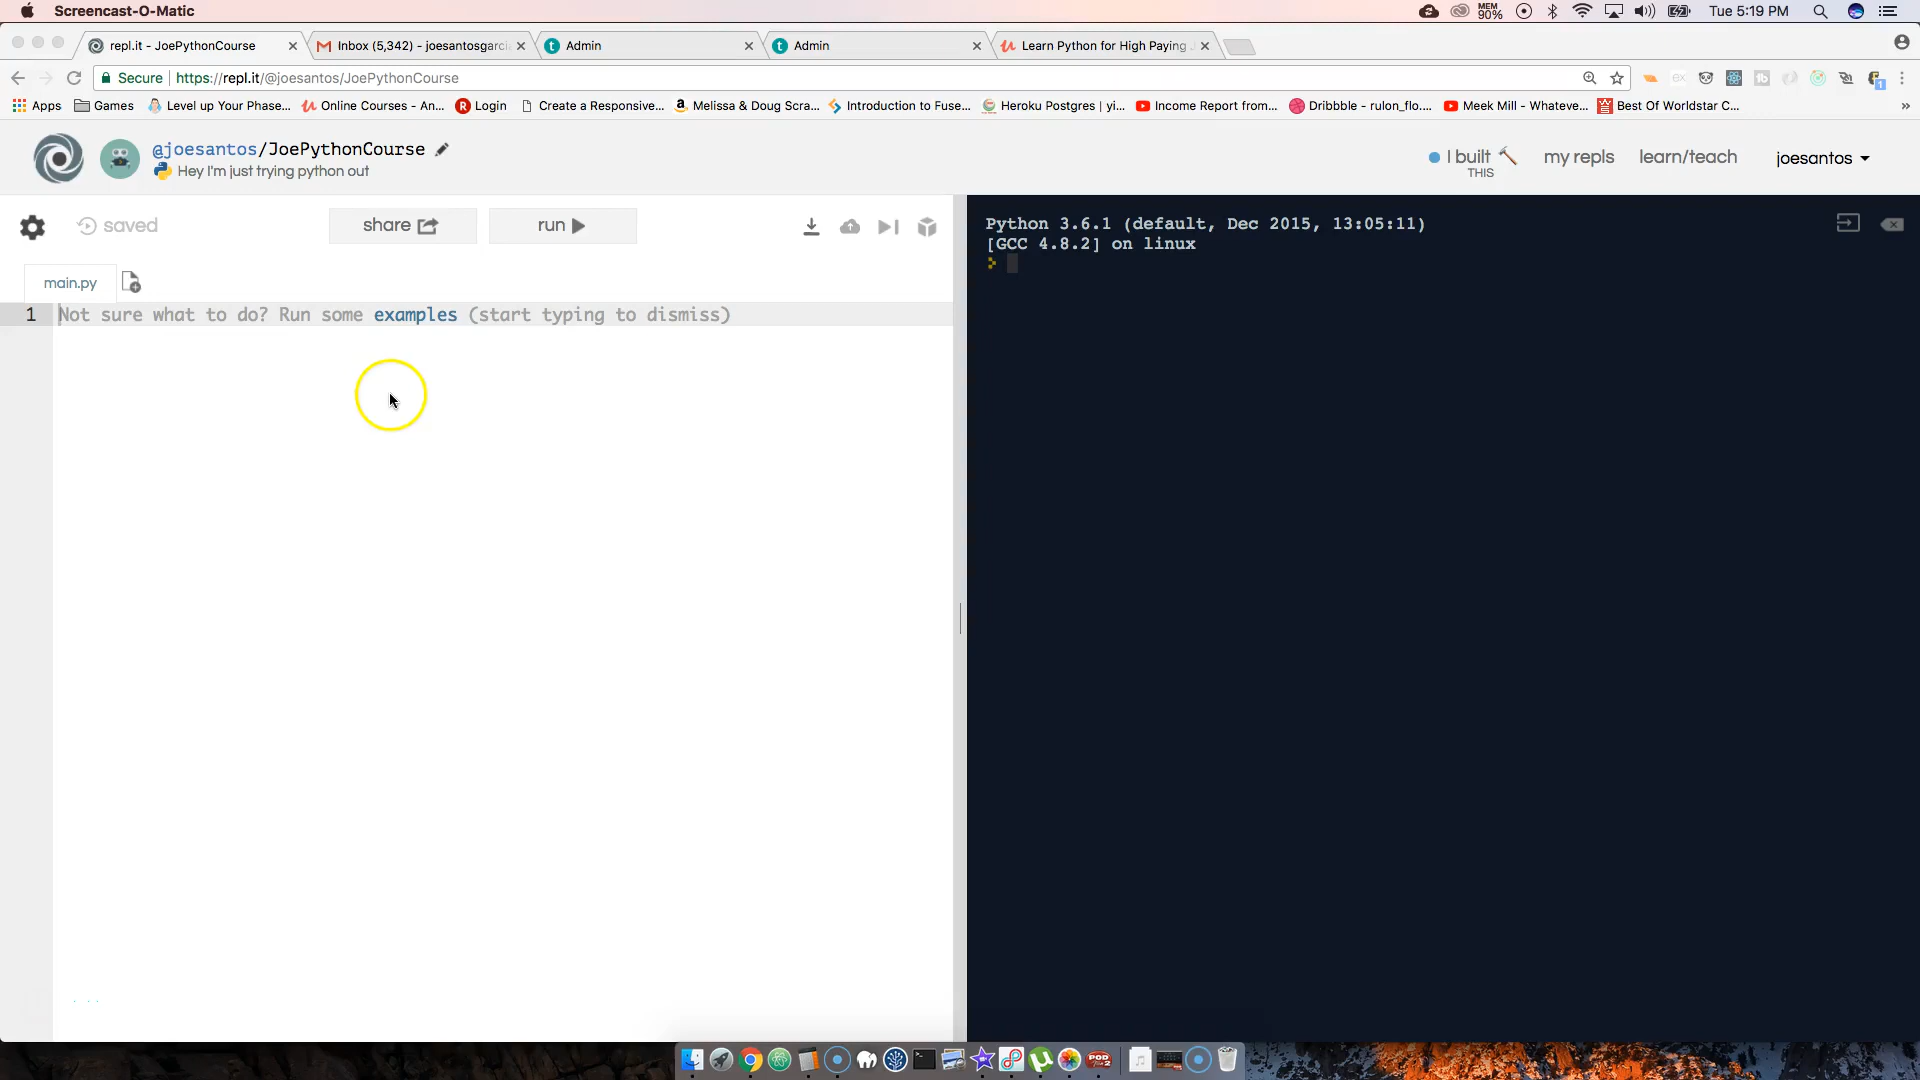 Screencast-O-Matic
MEM
90%
Tue 5:19 PM
repl.it - JoePythonCourse
Inbox (5,342) - joesantosgarci
Admin
Admin
Learn Python for High Paying
Secure
https://repl.it/@joesantos/JoePythonCourse
Apps
Games
Level up Your Phase...
Online Courses - An...
Login
Create a Responsive...
Melissa & Doug Scra...
Introduction to Fuse...
Heroku Postgres | yi...
Income Report from...
Dribbble - rulon_flo....
Meek Mill - Whateve...
Best Of Worldstar C...
»
@joesantos/JoePythonCourse
Hey I'm just trying python out
I built
THIS
my repls
learn/teach
joesantos
saved
share
run
main.py
1
Not sure what to do? Run some examples (start typing to dismiss)
Python 3.6.1 (default, Dec 2015, 13:05:11)
[GCC 4.8.2] on linux